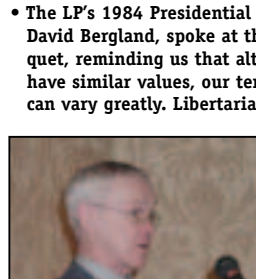 • The LP's 1984 Presidential
David Bergland, spoke at th
quet, reminding us that alt
have similar values, our ter
can vary greatly. Libertaria